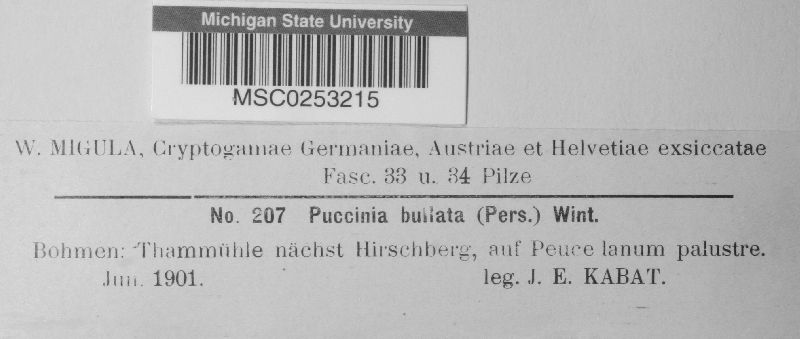 Michigan State University
MSC0253215
W. MIGULA, Cryptogamae Germaniae, Austriae et Helvetiae exsiccatae
Fasc. 33 u. 34 Pilze
No. 207 Puccinia bullata (Pers.) Wint.
Bohmen: Thammühle nächst Hirschberg, auf Peuce lanum palustre.
Jun. 1901. leg. J. E. KABAT.